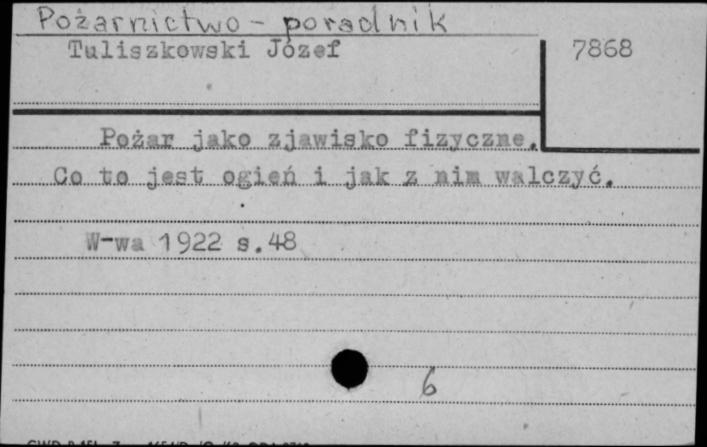 Pożarnictwo - poradnik
Tuliszkowski Józef
7868
Pożar jako zjawisko fizyczne.
Co to jest ogień i jak z nim walczyć.
W-wa 1922 s.48
6